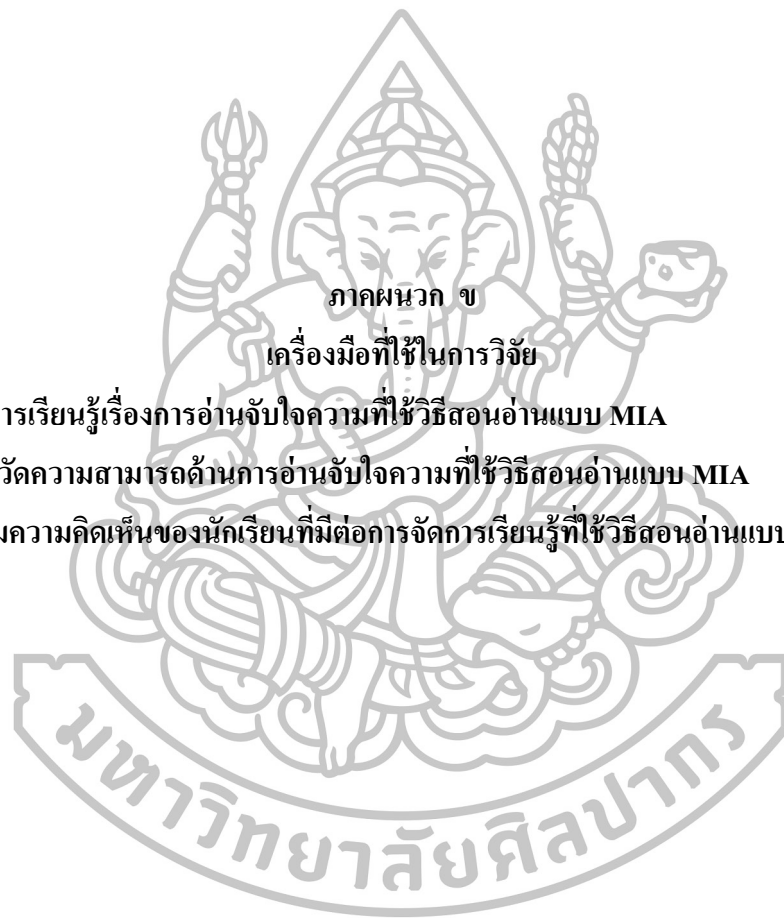 ภาคผนวก ข
เครื่องมือที่ใช้ในการวิจัย
การเรียนรู้เรื่องการอ่านจับใจความที่ใช้วิธีสอนอ่านแบบ MIA
วัดความสามารถด้านการอ่านจับใจความที่ใช้วิธีสอนอ่านแบบ MIA
ความคิดเห็นของนักเรียนที่มีต่อการจัดการเรียนรู้ที่ใช้วิธีสอนอ่านแบบ
มหาวิทยาลัยศิลปากร